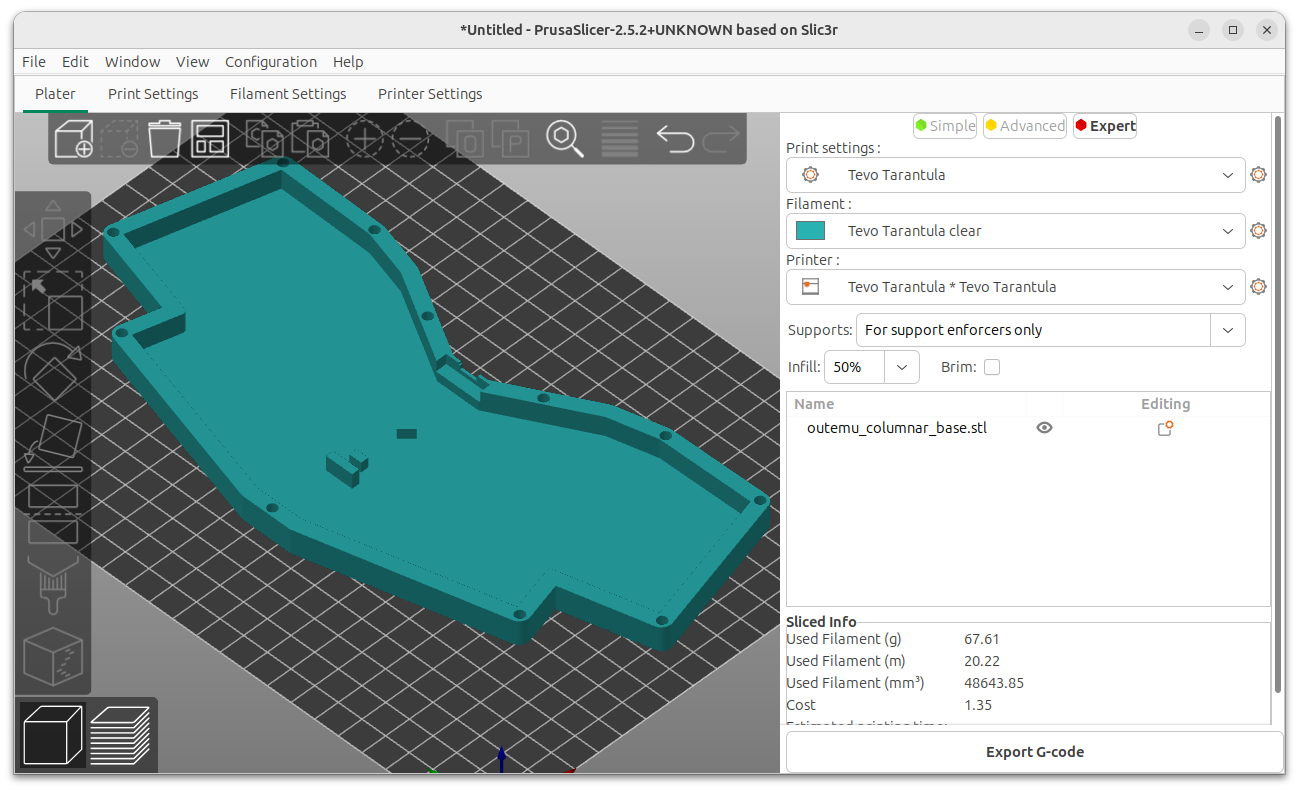 *Untitled - PrusaSlicer-2.5.2+UNKNOWN based on Slic3r
File Edit Window View Configuration Help
Plater Print Settings Filament Settings Printer Settings
Simple Advanced Expert
Print settings :
Tevo Tarantula
Filament :
Tevo Tarantula clear
Printer :
Tevo Tarantula * Tevo Tarantula
Supports: For support enforcers only
Infill: 50% Brim:
Name Editing
outemu_columnar_base.stl
Sliced Info
Used Filament (g) 67.61
Used Filament (m) 20.22
Used Filament (mm³) 48643.85
Cost 1.35
Estimated printing time:
Export G-code